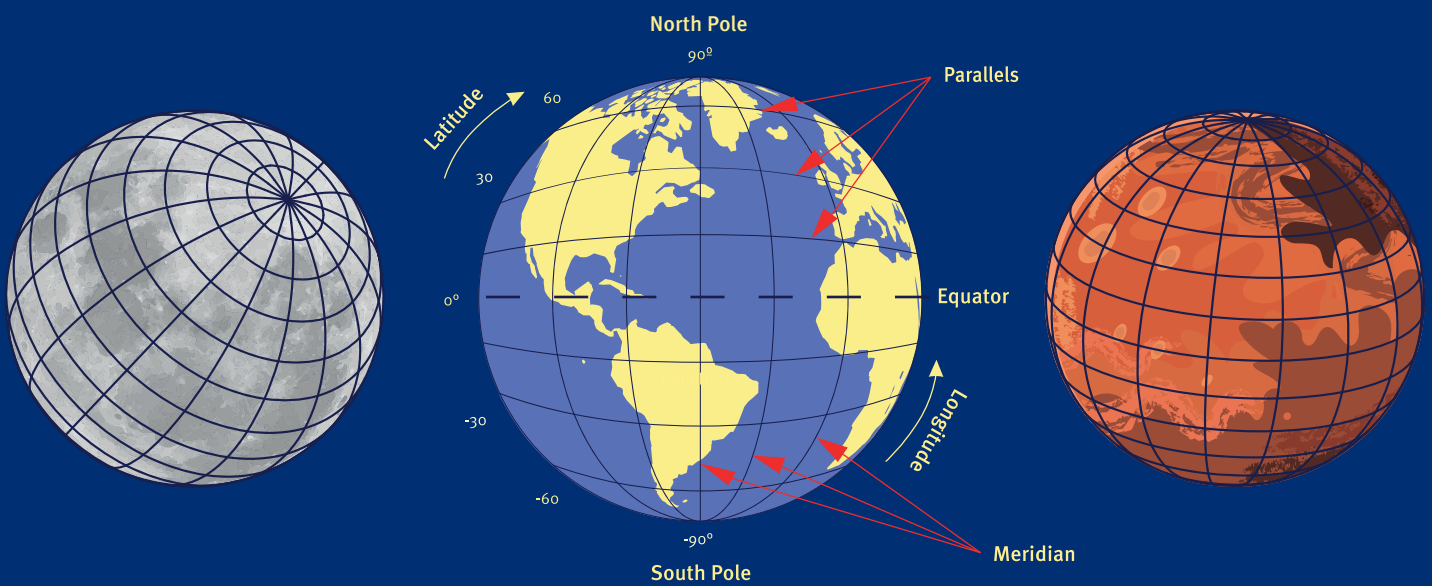 North Pole
90º
Parallels
Latitude
60
30
0º
Equator
Longitude
-30
-60
-90º
Meridian
South Pole